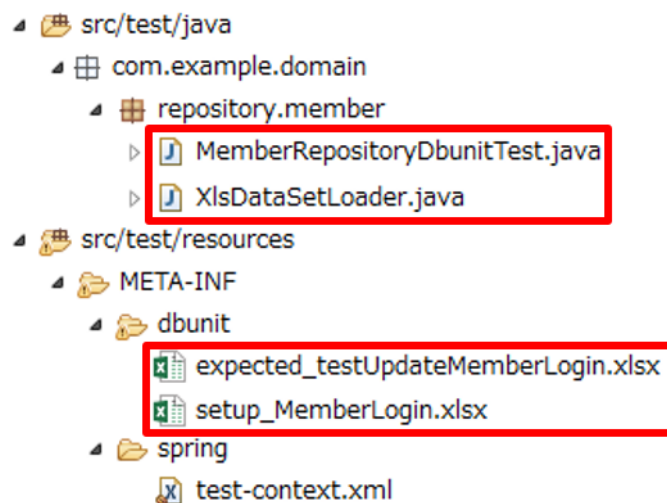 src/test/java
com.example.domain
repository.member
MemberRepositoryDbunitTest.java
XlsDataSetLoader.java
src/test/resources
META-INF
dbunit
expected_testUpdateMemberLogin.xlsx
setup_MemberLogin.xlsx
spring
test-context.xml